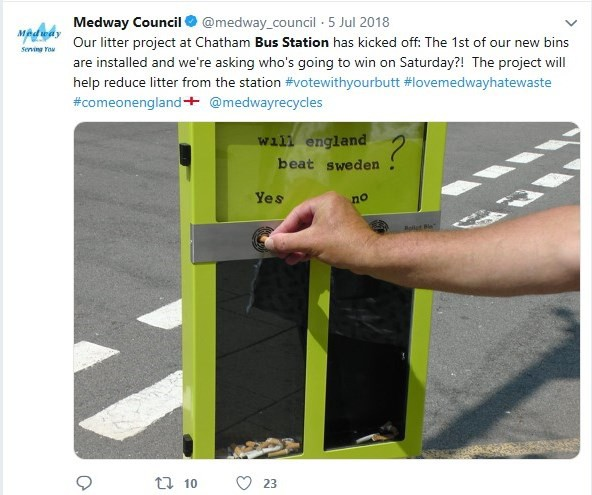 Medway Serving You
Medway Council @medway_council · 5 Jul 2018
Our litter project at Chatham Bus Station has kicked off: The 1st of our new bins
are installed and we're asking who's going to win on Saturday?! The project will
help reduce litter from the station #votewithyourbutt #lovemedwayhatewaste
#comeonengland @medwayrecycles
will england
beat sweden ?
Yes no
10 23